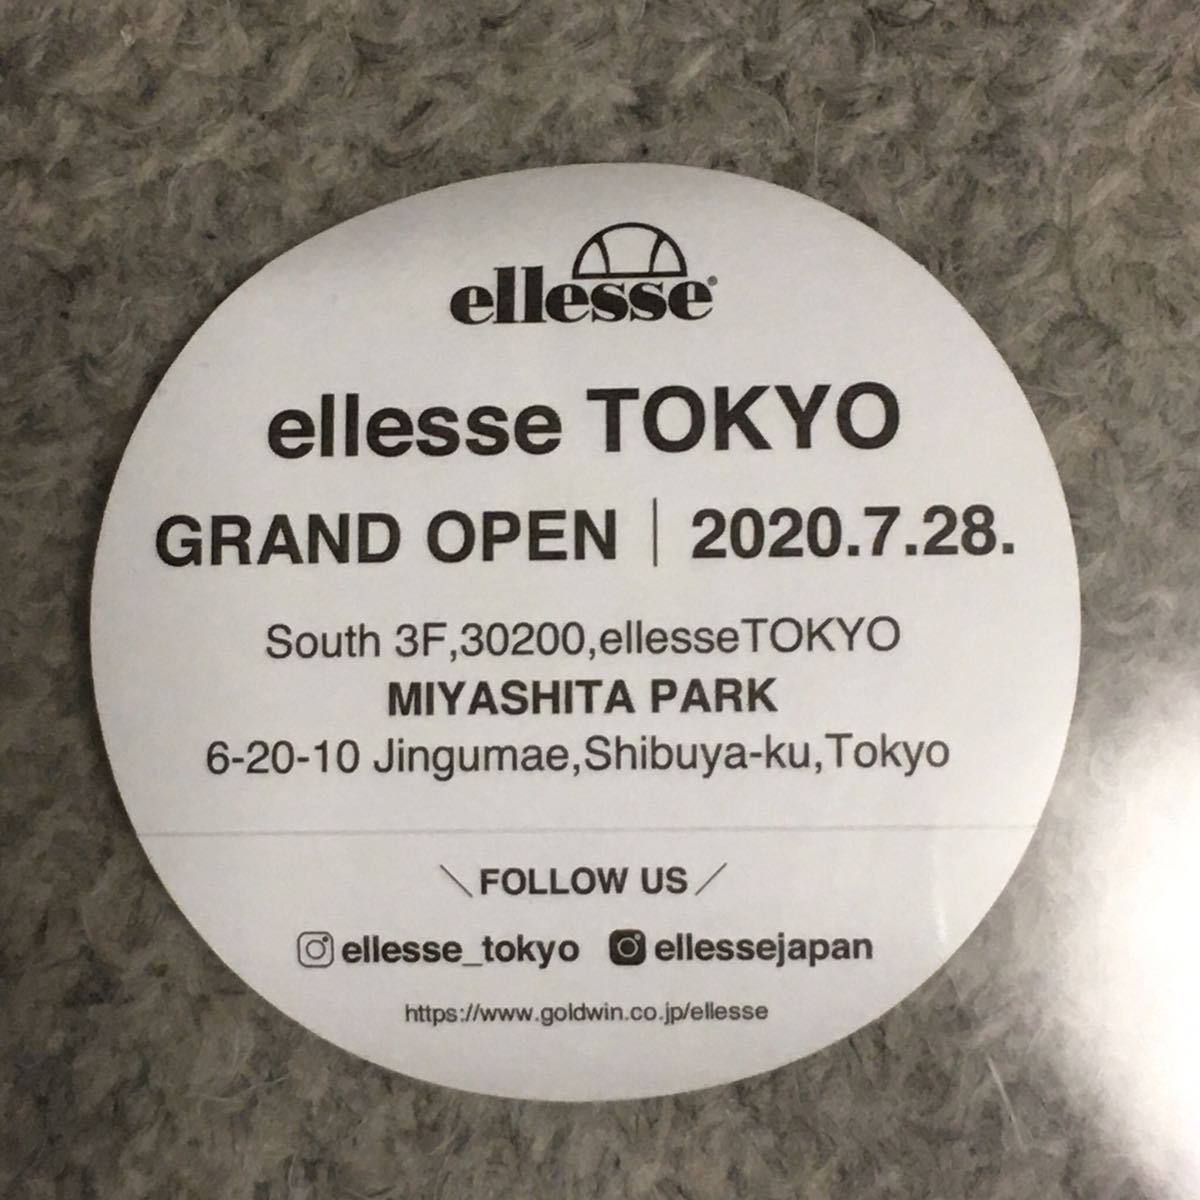 ellesse®
ellesse TOKYO
GRAND OPEN | 2020.7.28.
South 3F,30200,ellesseTOKYO
MIYASHITA PARK
6-20-10 Jingumae,Shibuya-ku,Tokyo
\ FOLLOW US /
ellesse_tokyo ellessejapan
https://www.goldwin.co.jp/ellesse